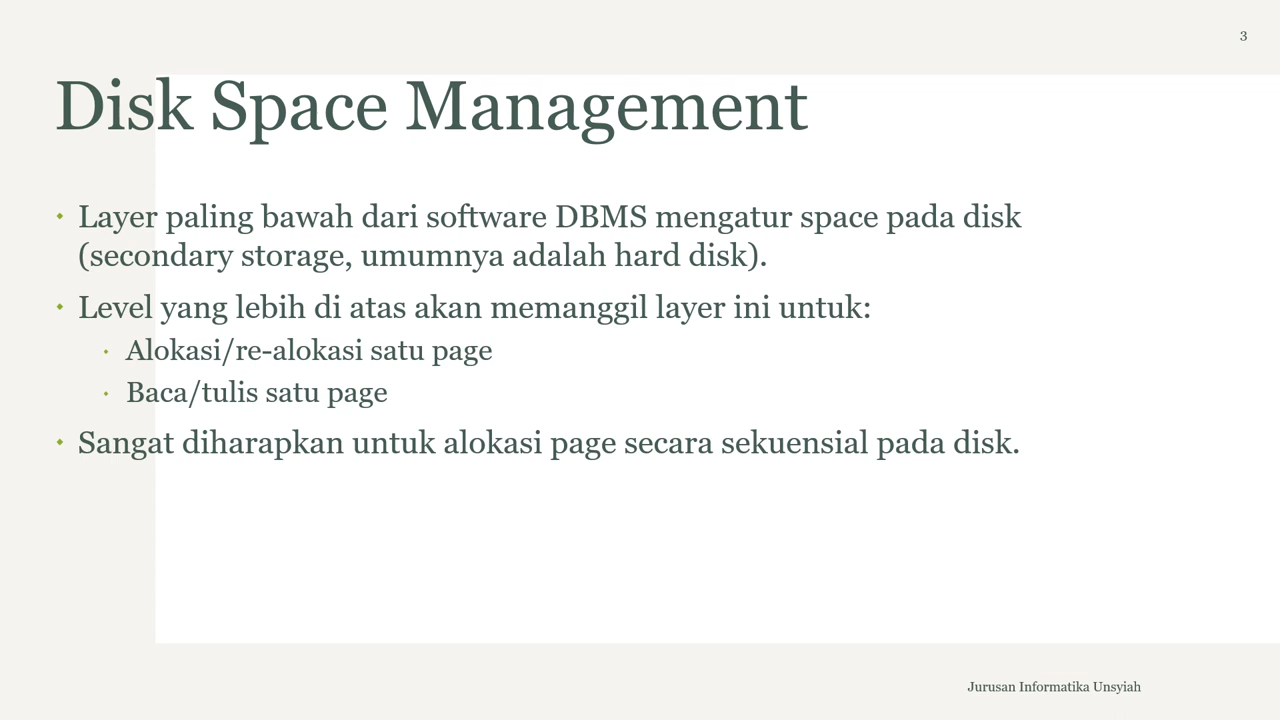 3
Disk Space Management
Layer paling bawah dari software DBMS mengatur space pada disk
(secondary storage, umumnya adalah hard disk).
Level yang lebih di atas akan memanggil layer ini untuk:
Alokasi/re-alokasi satu page
Baca/tulis satu page
Sangat diharapkan untuk alokasi page secara sekuensial pada disk.
Jurusan Informatika Unsyiah